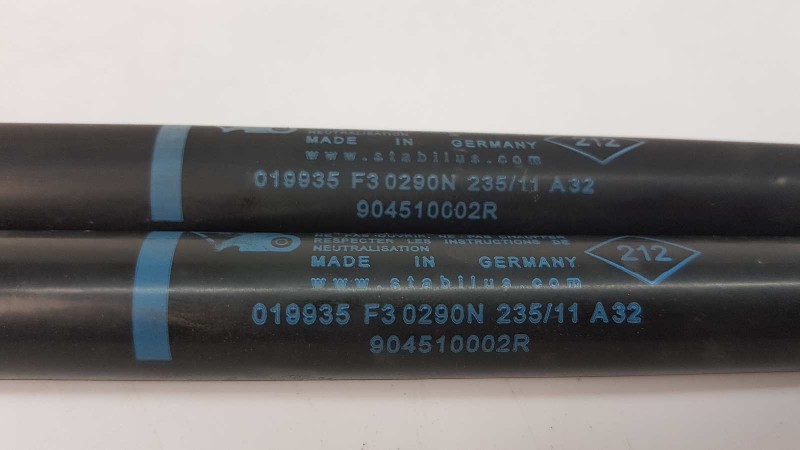 NEUTRALISATION
MADE IN GERMANY
212
www.stabilus.com
019935 F3 0290N 235/11 A32
904510002R
RESPECTER LES INSTRUCTIONS DE
NEUTRALISATION
MADE IN GERMANY
212
www.stabilus.com
019935 F3 0290N 235/11 A32
904510002R